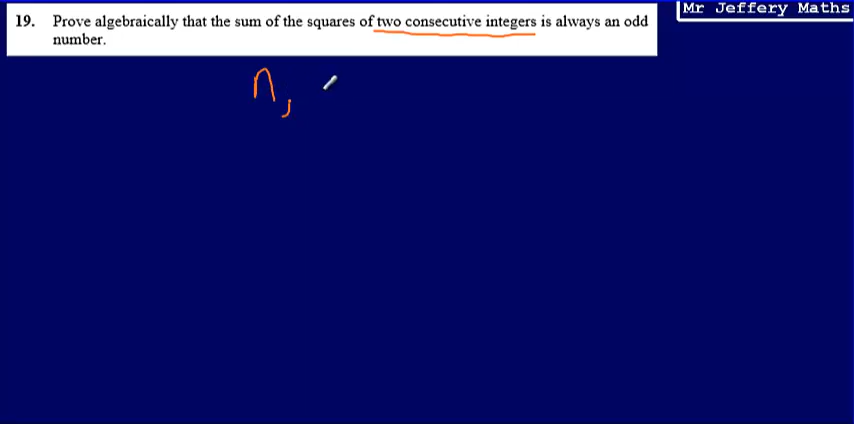 Mr Jeffery Maths
19. Prove algebraically that the sum of the squares of two consecutive integers is always an odd
number.
n,